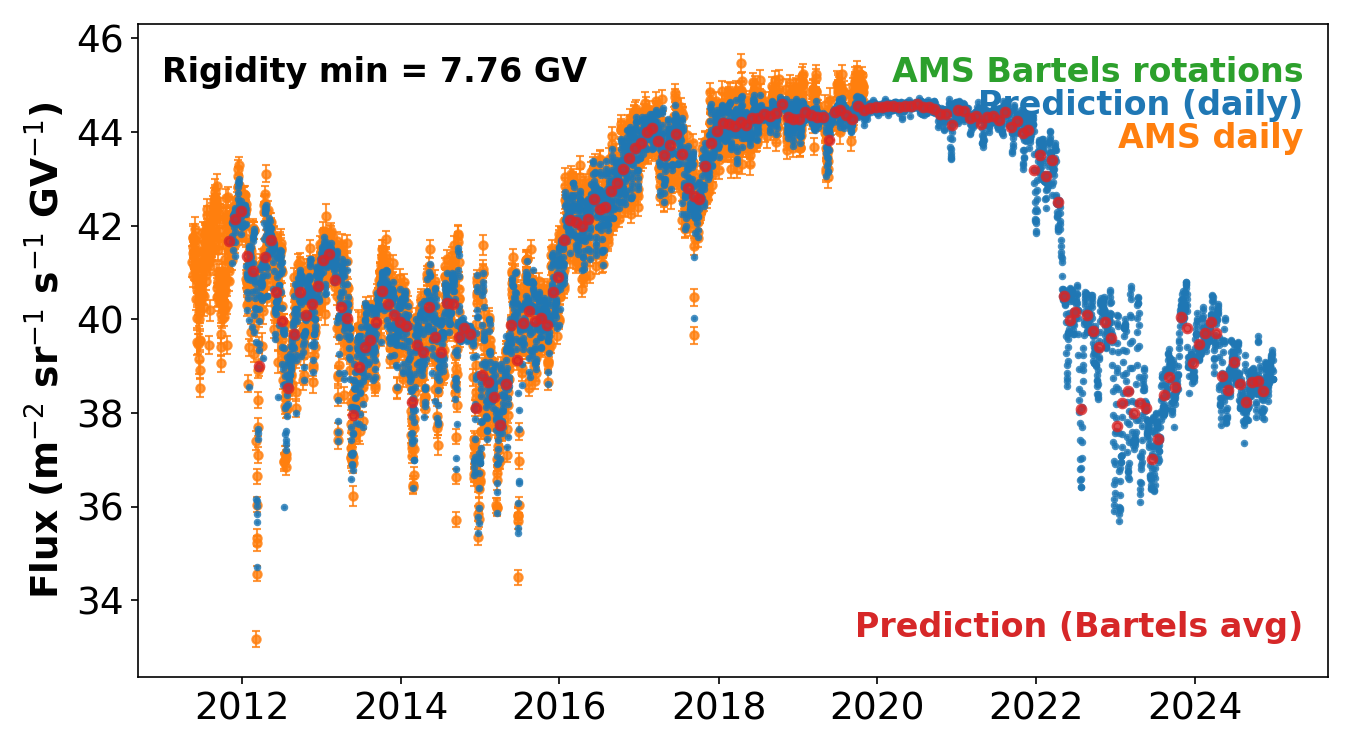 46
44
42
40
38
36
34
Flux (m⁻² sr⁻¹ s⁻¹ GV⁻¹)
Rigidity min = 7.76 GV
AMS Bartels rotations
Prediction (daily)
AMS daily
Prediction (Bartels avg)
2012 2014 2016 2018 2020 2022 2024